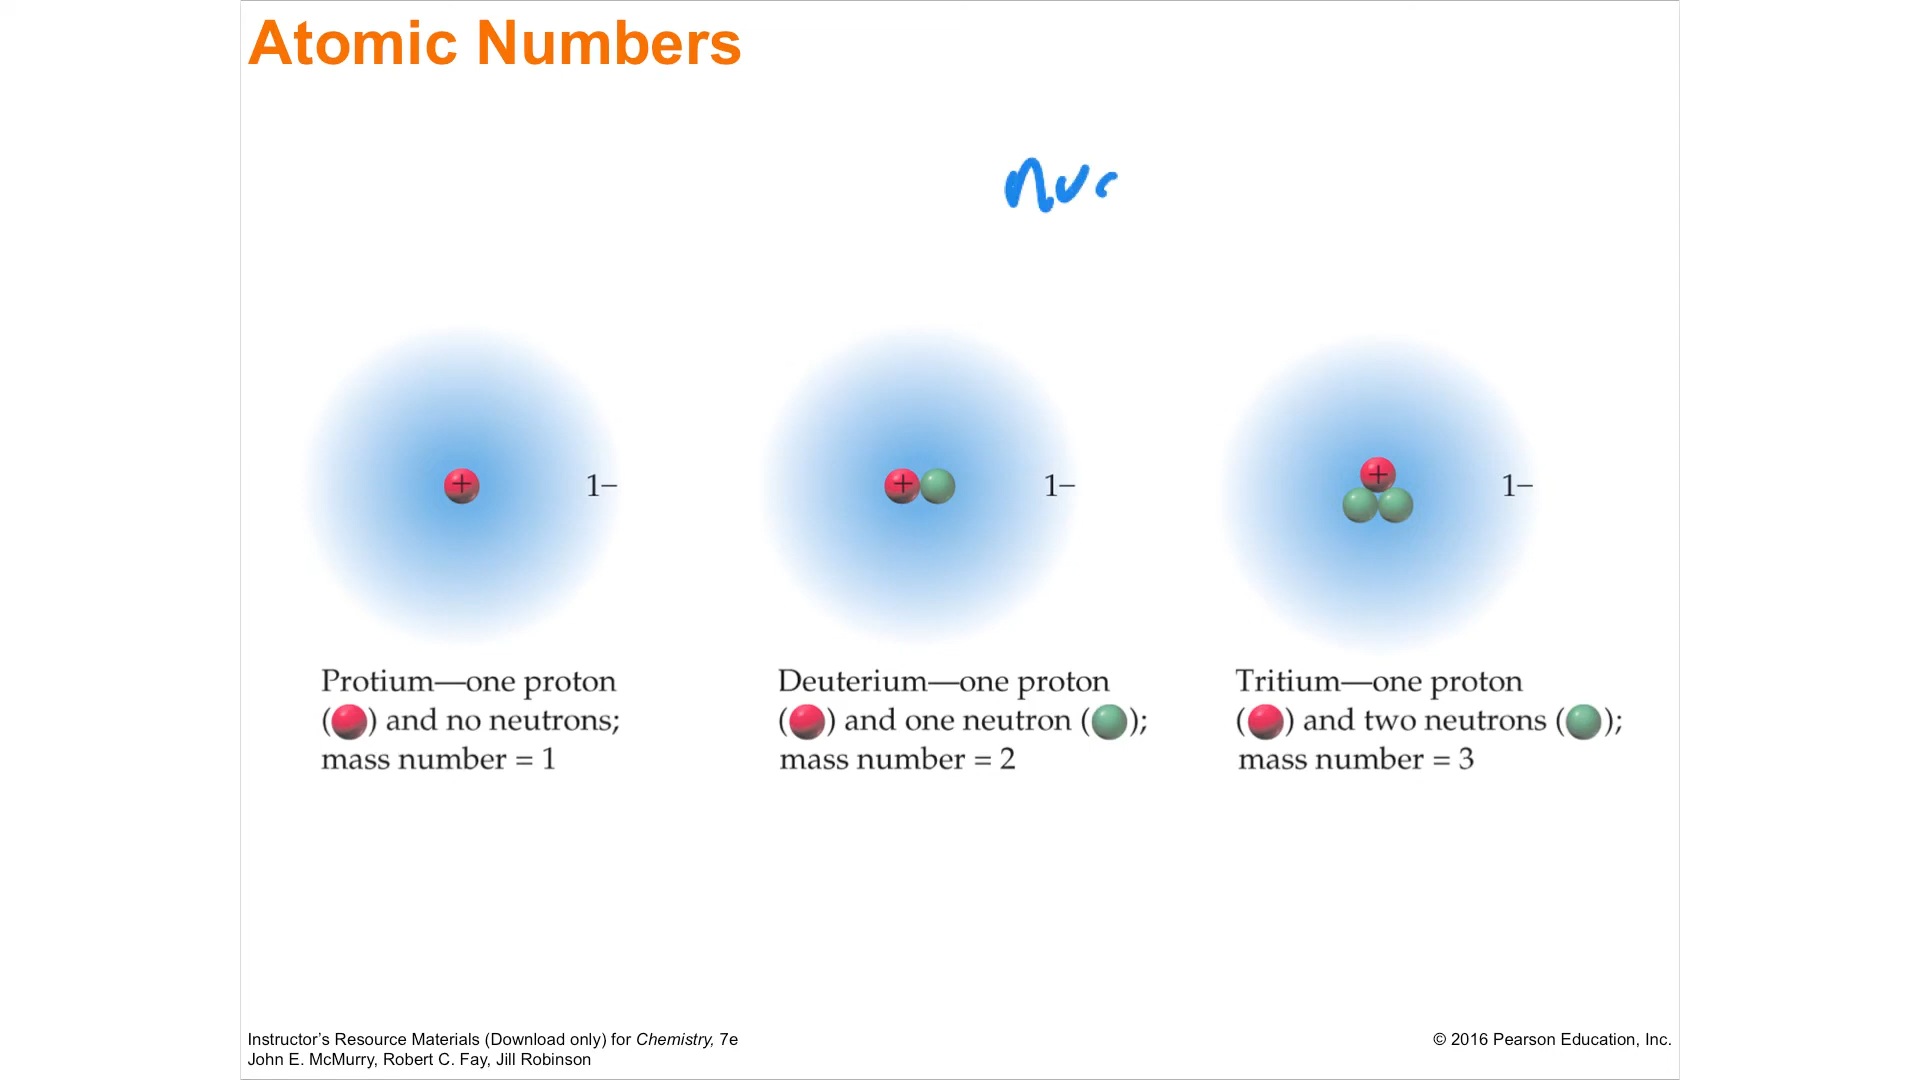 Atomic Numbers
nuc
+
1−
+
1−
+
1−
Protium—one proton
() and no neutrons;
mass number = 1
Deuterium—one proton
() and one neutron ();
mass number = 2
Tritium—one proton
() and two neutrons ();
mass number = 3
Instructor’s Resource Materials (Download only) for Chemistry, 7e
John E. McMurry, Robert C. Fay, Jill Robinson
© 2016 Pearson Education, Inc.